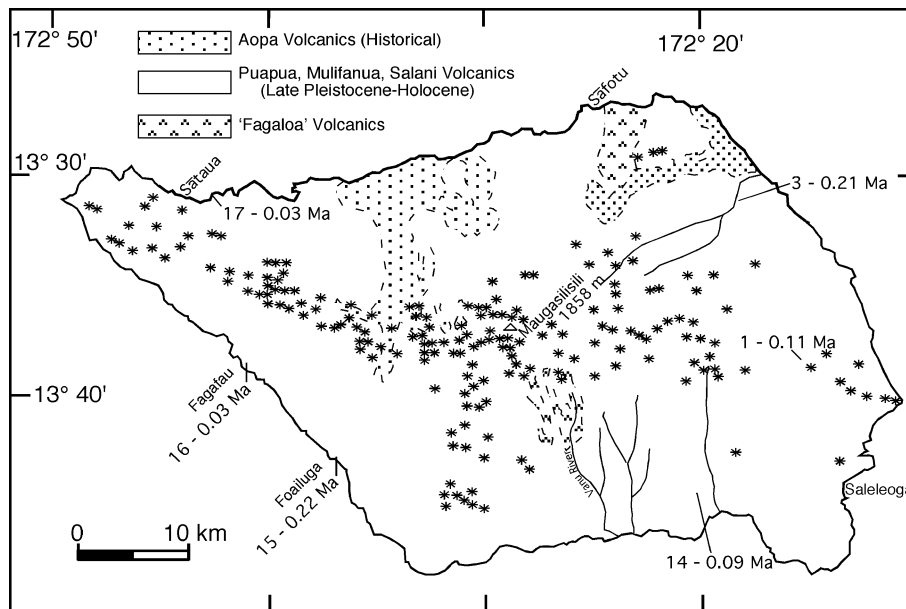 172° 50'
172° 20'
Aopa Volcanics (Historical)
Puapua, Mulifanua, Salani Volcanics
(Late Pleistocene-Holocene)
'Fagaloa' Volcanics
Sāfotu
13° 30'
Sātaua
17 - 0.03 Ma
3 - 0.21 Ma
Maugasilisili
1858 m
1 - 0.11 Ma
13° 40'
Fagafau
16 - 0.03 Ma
Foailuga
15 - 0.22 Ma
Vanu Rivers
Saleleoga
14 - 0.09 Ma
0 10 km